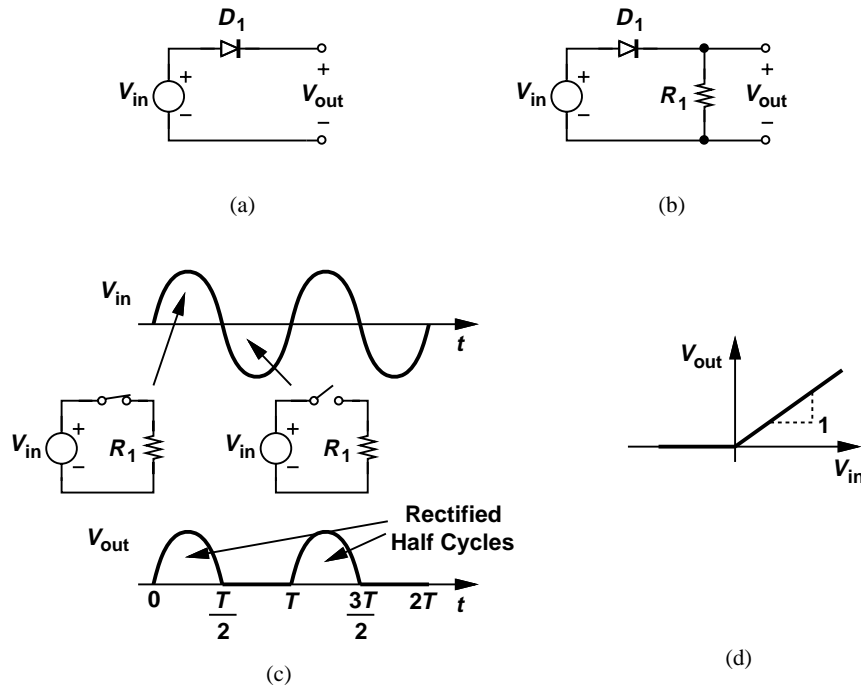 D1
Vin
+
−
+
Vout
−
(a)
D1
Vin
+
−
R1
+
Vout
−
(b)
Vin
t
Vin
+
−
R1
Vin
+
−
R1
Vout
Rectified
Half Cycles
0
T/2
T
3T/2
2T
t
(c)
Vout
1
Vin
(d)